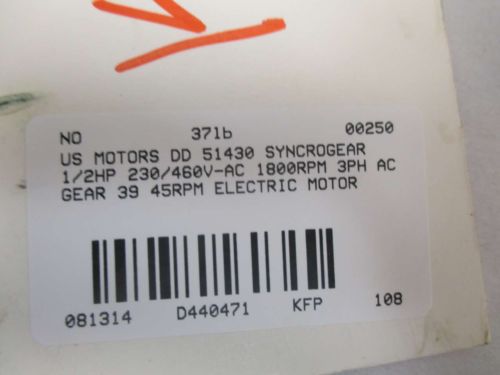 NO 37lb 00250
US MOTORS DD 51430 SYNCROGEAR
1/2HP 230/460V-AC 1800RPM 3PH AC
GEAR 39 45RPM ELECTRIC MOTOR
081314 D440471 KFP 108